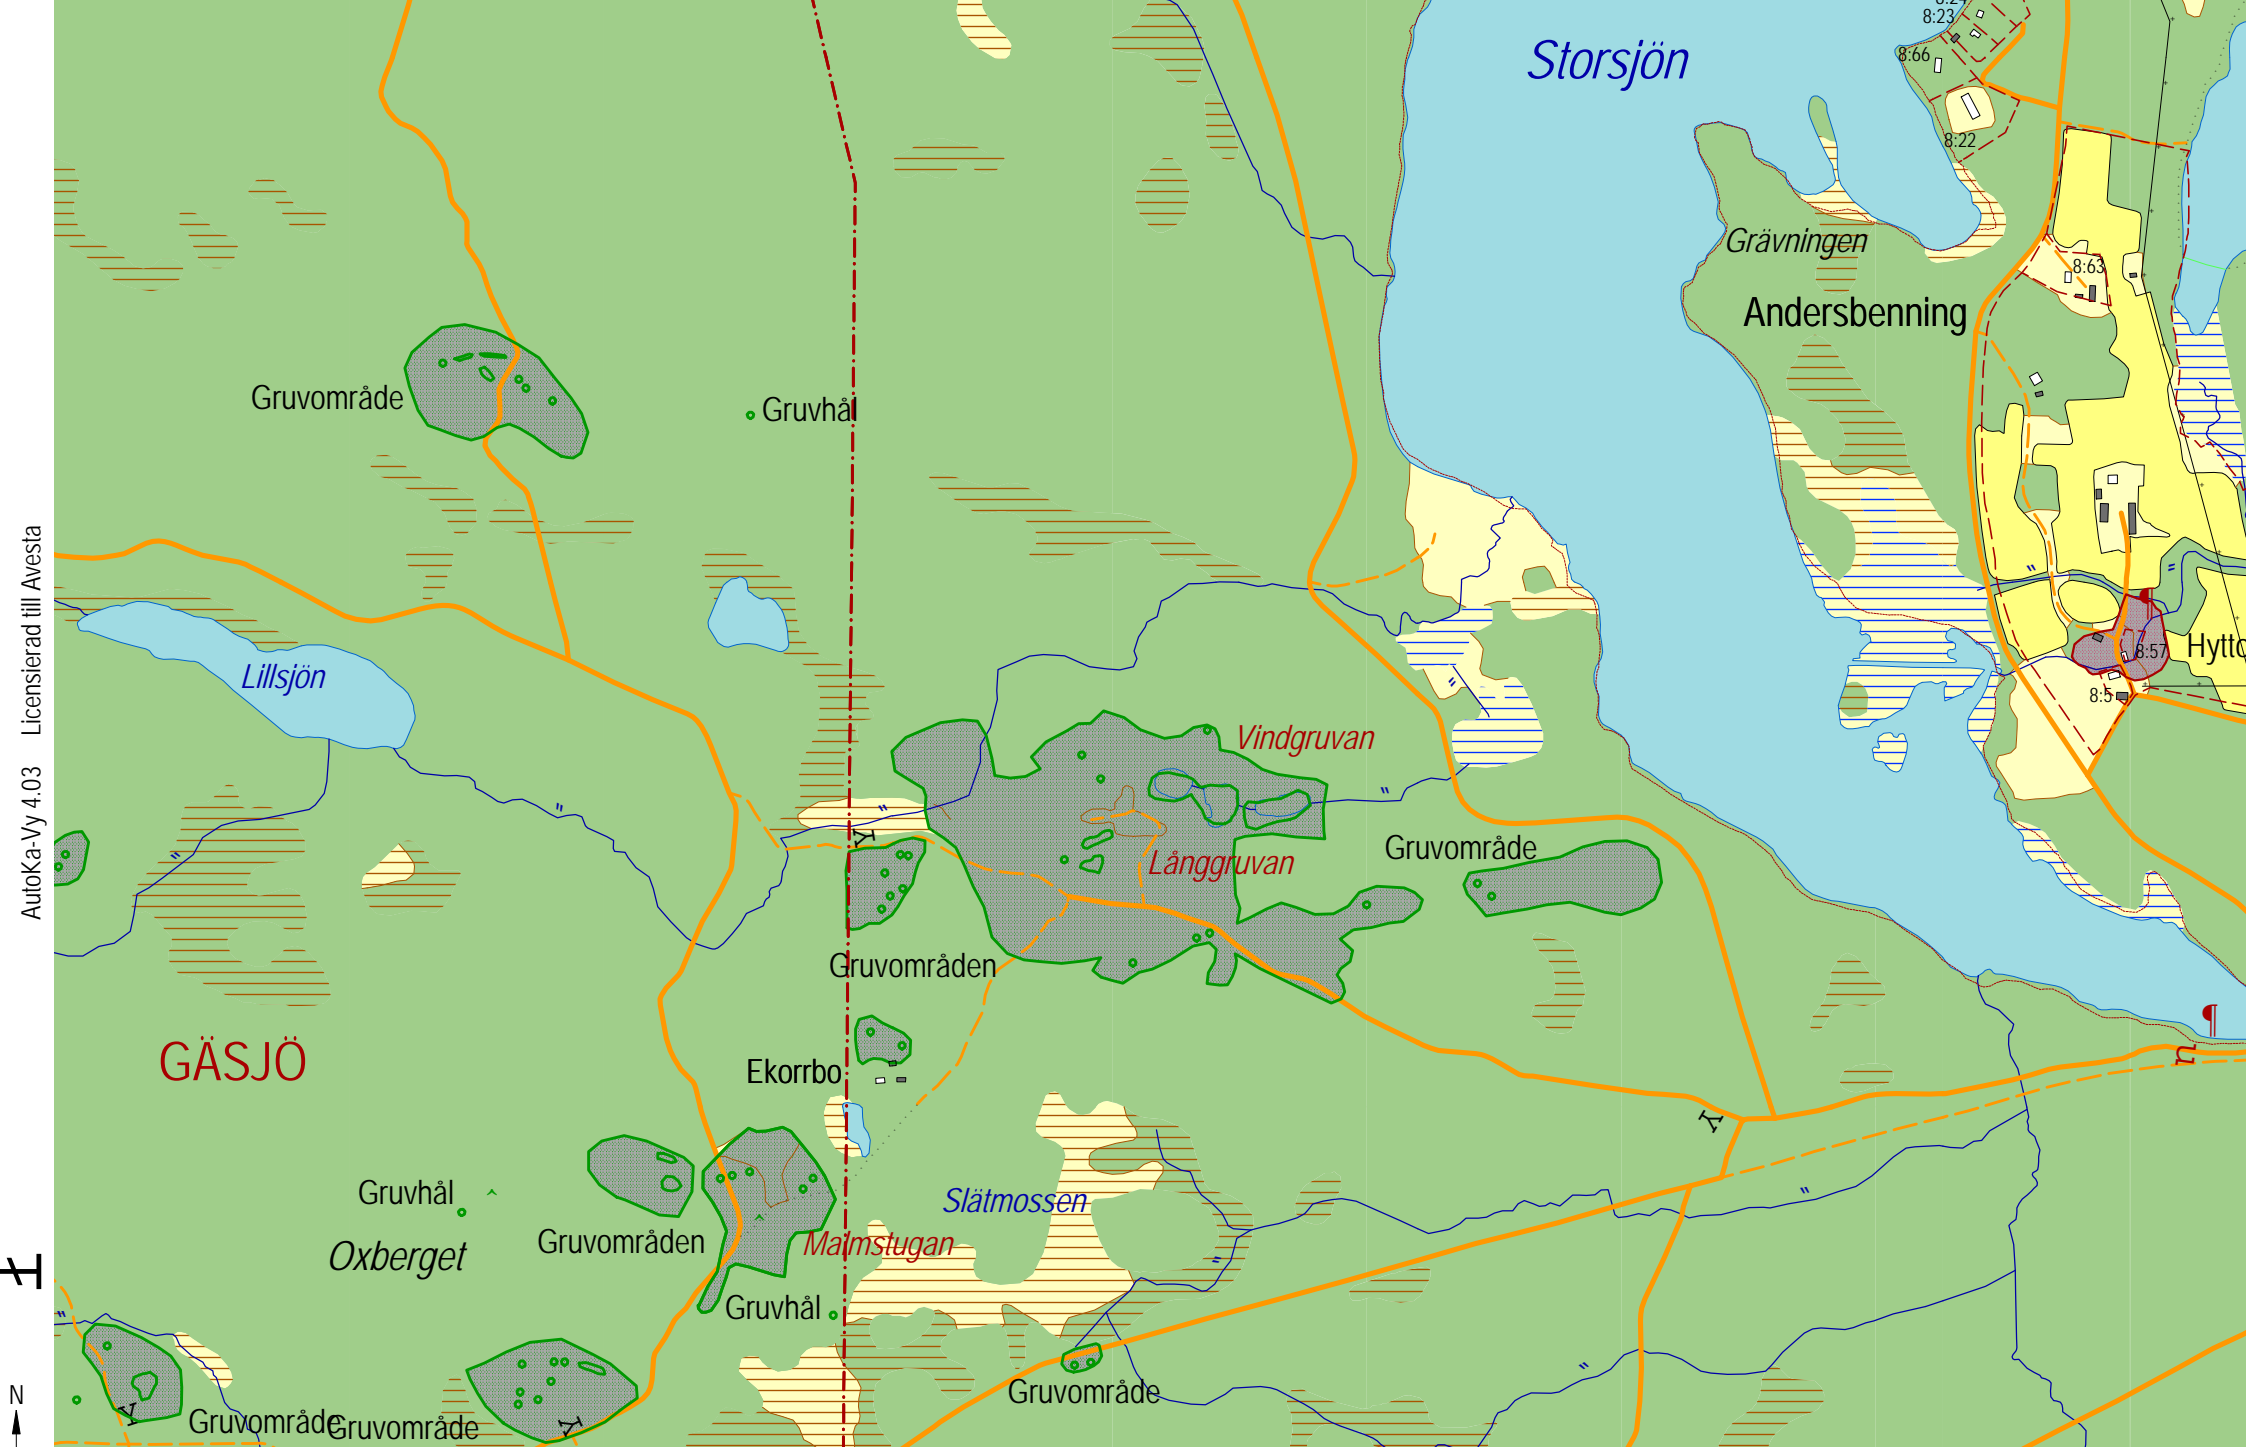 8:23
Storsjön
8:66
8:22
Grävningen
8:63
Andersbenning
Gruvområde
Gruvhål
Licensierad till Avesta
AutoKa-Vy 4.03
Lillsjön
8:57
Hytto
8:5
Vindgruvan
Gruvområde
Långgruvan
Gruvområden
GÄSJÖ
Ekorrbo
Gruvhål
Slätmossen
Gruvområden
Malmstugan
Oxberget
Gruvhål
Gruvområde
Gruvområde
Gruvområde
N